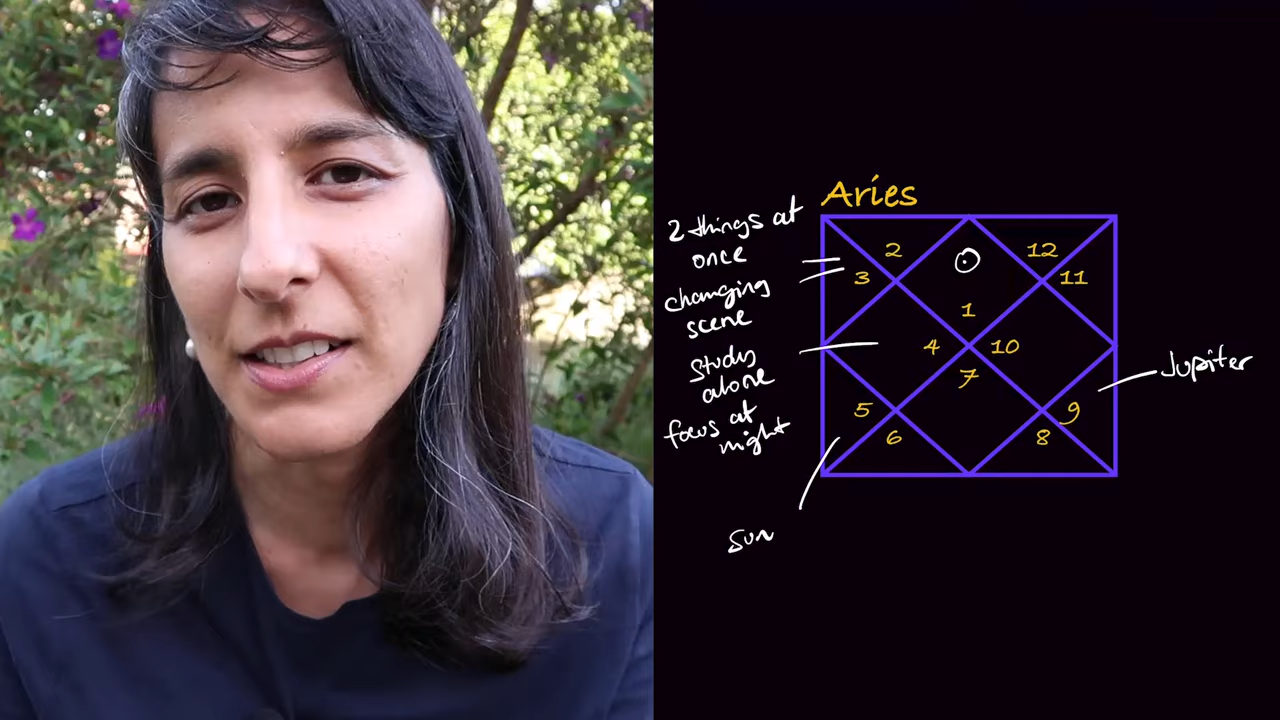 Aries
2 things at
once
changing
scene
study
alone
focus at
night
sun
Jupiter
2
12
3
11
1
4
10
7
5
9
6
8